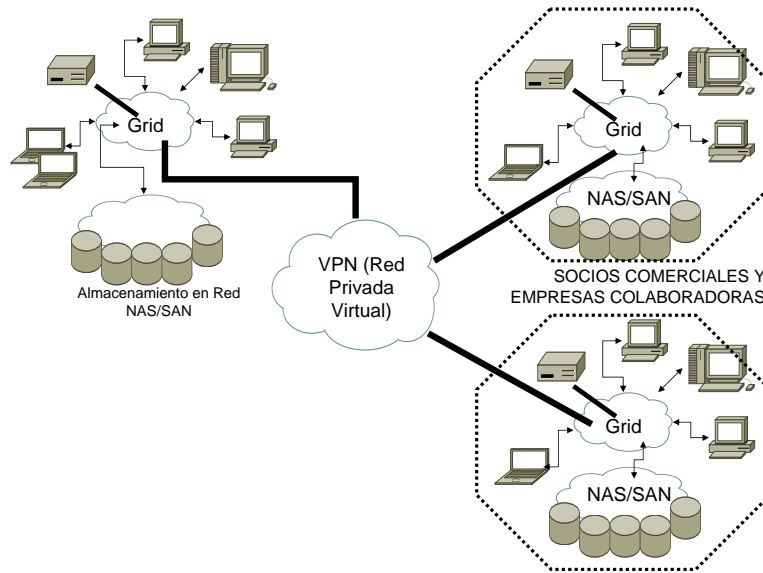 Grid
Almacenamiento en Red
NAS/SAN
VPN (Red
Privada
Virtual)
Grid
NAS/SAN
SOCIOS COMERCIALES Y
EMPRESAS COLABORADORAS
Grid
NAS/SAN